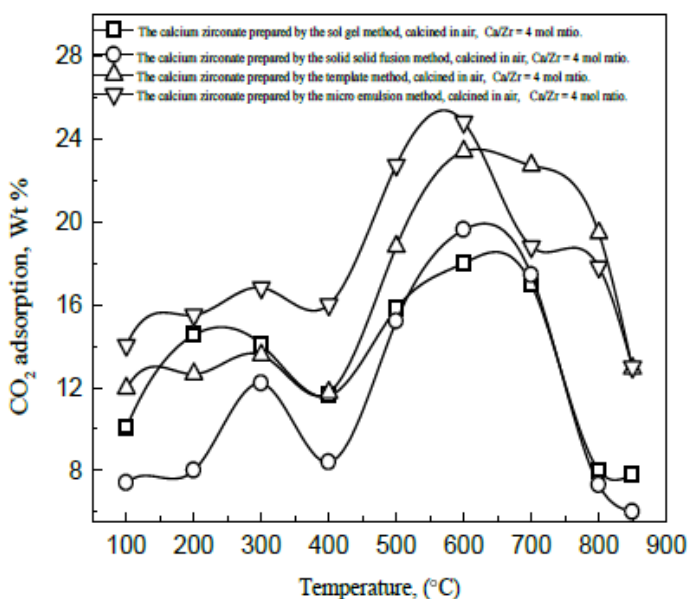 The calcium zirconate prepared by the sol gel method, calcined in air, Ca/Zr = 4 mol ratio.
The calcium zirconate prepared by the solid solid fusion method, calcined in air, Ca/Zr = 4 mol ratio.
The calcium zirconate prepared by the template method, calcined in air, Ca/Zr = 4 mol ratio.
The calcium zirconate prepared by the micro emulsion method, calcined in air, Ca/Zr = 4 mol ratio.
28
24
20
16
12
8
CO₂ adsorption, Wt %
100 200 300 400 500 600 700 800 900
Temperature, (°C)